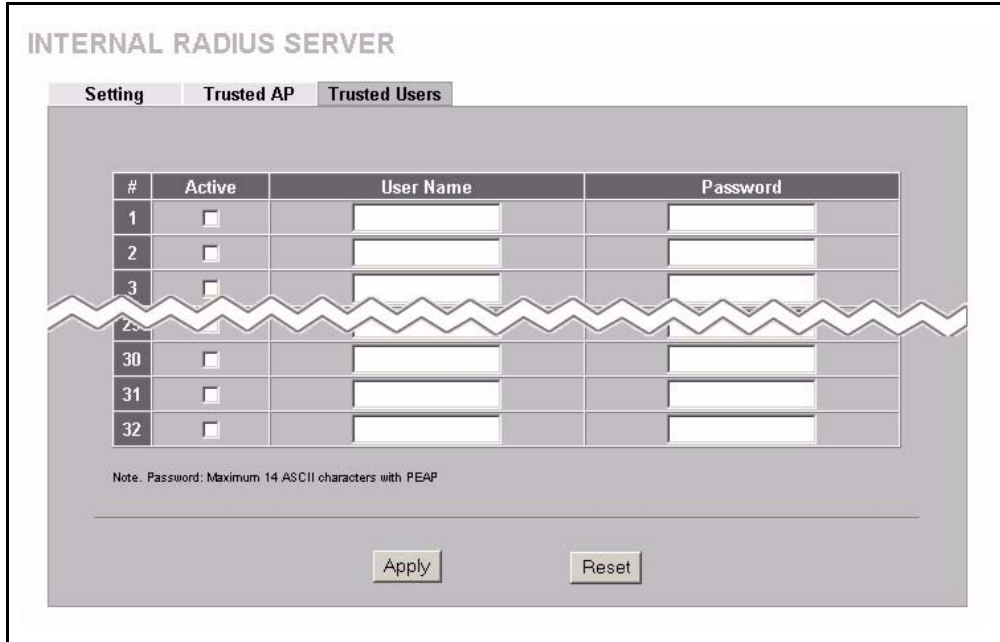 INTERNAL RADIUS SERVER
Setting Trusted AP Trusted Users
# Active User Name Password
1
2
3
30
31
32
Note. Password: Maximum 14 ASCII characters with PEAP
Apply Reset